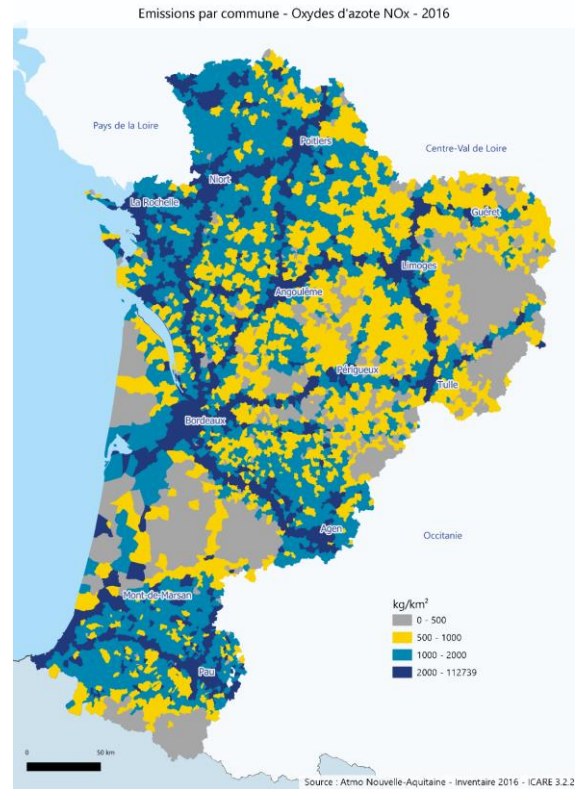 Emissions par commune - Oxydes d'azote NOx - 2016
Pays de la Loire
Poitiers
Centre-Val de Loire
Niort
La Rochelle
Guéret
Limoges
Angoulême
Périgueux
Tulle
Bordeaux
Agen
Occitanie
Mont-de-Marsan
Pau
kg/km²
0 - 500
500 - 1000
1000 - 2000
2000 - 112739
0 50 km
Source : Atmo Nouvelle-Aquitaine - Inventaire 2016 - ICARE 3.2.2